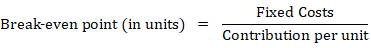 Break-even point (in units) = Fixed Costs
Contribution per unit